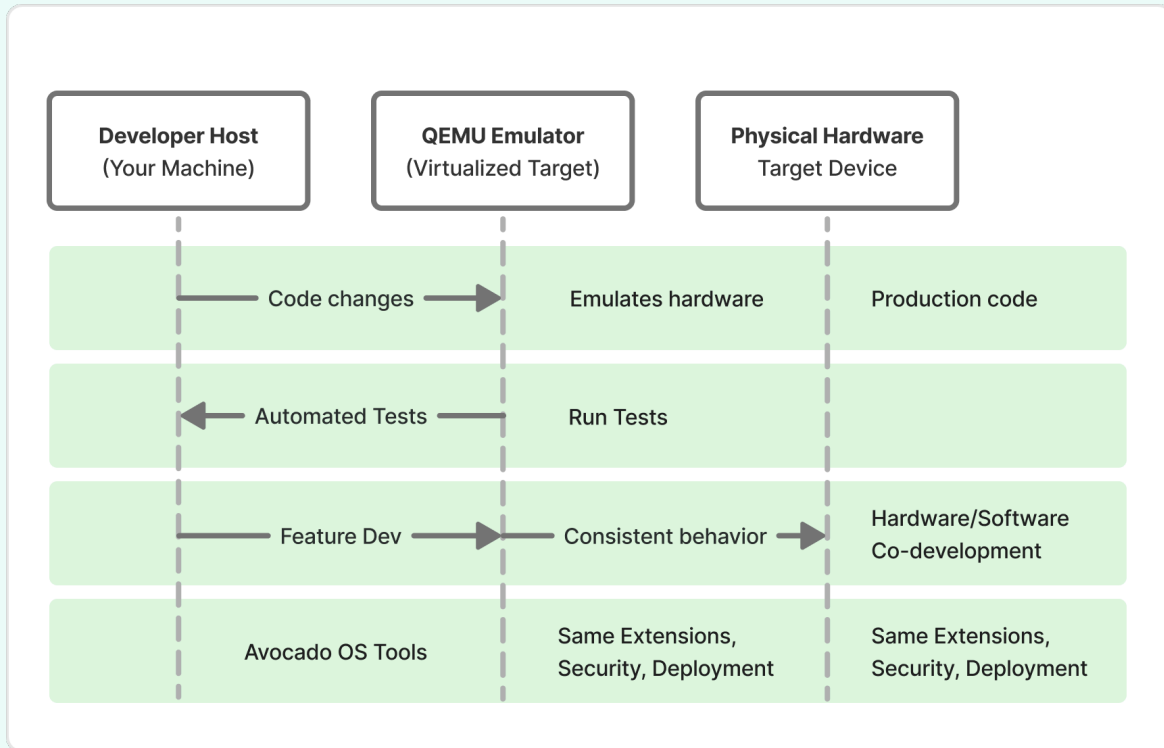 Developer Host
(Your Machine)
QEMU Emulator
(Virtualized Target)
Physical Hardware
Target Device
Code changes
Emulates hardware
Production code
Automated Tests
Run Tests
Feature Dev
Consistent behavior
Hardware/Software
Co-development
Avocado OS Tools
Same Extensions,
Security, Deployment
Same Extensions,
Security, Deployment